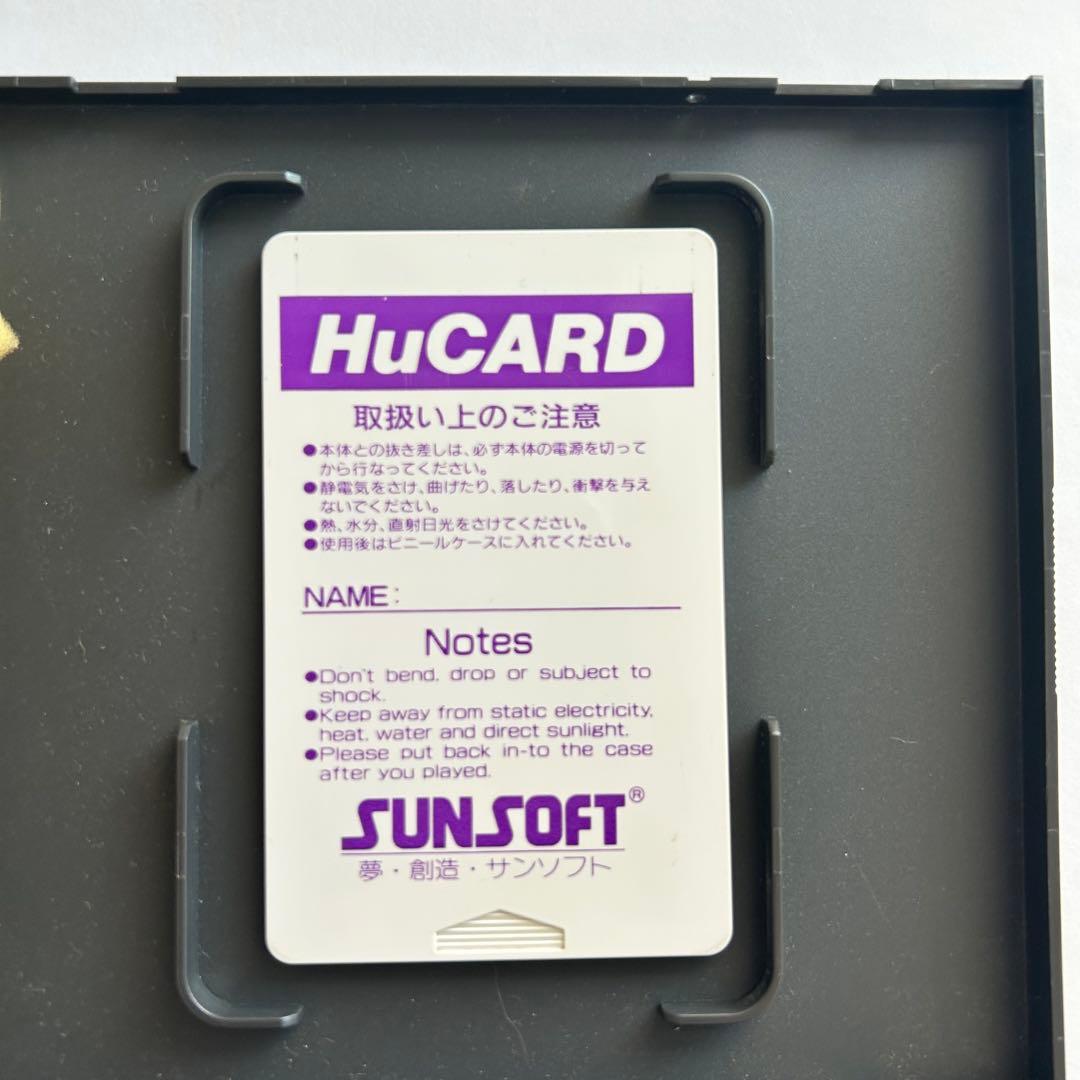 HuCARD
取扱い上のご注意
●本体との抜き差しは、必ず本体の電源を切って
から行なってください。
●静電気をさけ、曲げたり、落したり、衝撃を与え
ないでください。
●熱、水分、直射日光をさけてください。
●使用後はビニールケースに入れてください。
NAME:
Notes
●Don't bend, drop or subject to
shock.
●Keep away from static electricity,
heat, water and direct sunlight.
●Please put back in-to the case
after you played.
SUNSOFT®
夢・創造・サンソフト